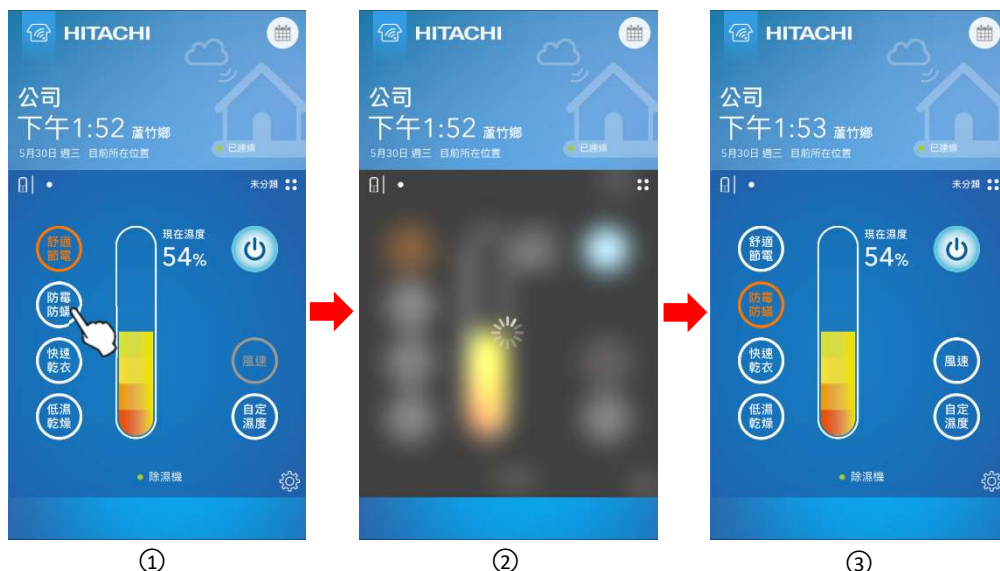 HITACHI
公司
下午1:52 蘆竹鄉
5月30日 週三 目前所在位置
已連線
未分類
舒適
節電
現在濕度
54%
防霉
防蟎
快速
乾衣
風速
低濕
乾燥
自定
濕度
除濕機
①
HITACHI
公司
下午1:52 蘆竹鄉
5月30日 週三 目前所在位置
已連線
②
HITACHI
公司
下午1:53 蘆竹鄉
5月30日 週三 目前所在位置
已連線
未分類
舒適
節電
現在濕度
54%
防霉
防蟎
快速
乾衣
風速
低濕
乾燥
自定
濕度
除濕機
③